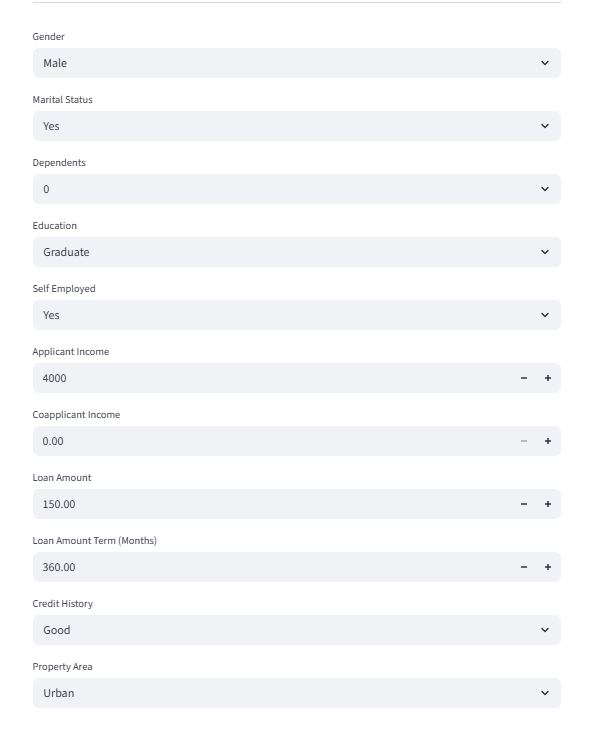 Gender
Male
Marital Status
Yes
Dependents
0
Education
Graduate
Self Employed
Yes
Applicant Income
4000
Coapplicant Income
0.00
Loan Amount
150.00
Loan Amount Term (Months)
360.00
Credit History
Good
Property Area
Urban